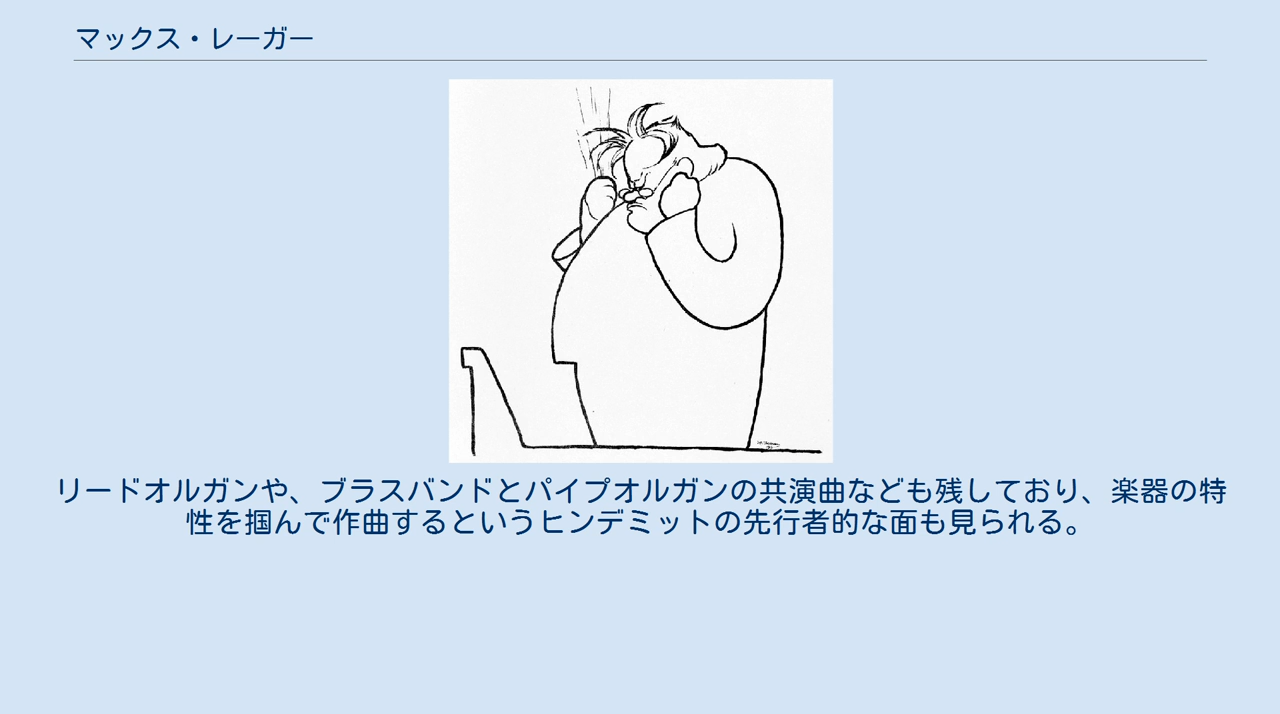 マックス・レーガー
リードオルガンや、ブラスバンドとパイプオルガンの共演曲なども残しており、楽器の特
性を掴んで作曲するというヒンデミットの先行者的な面も見られる。